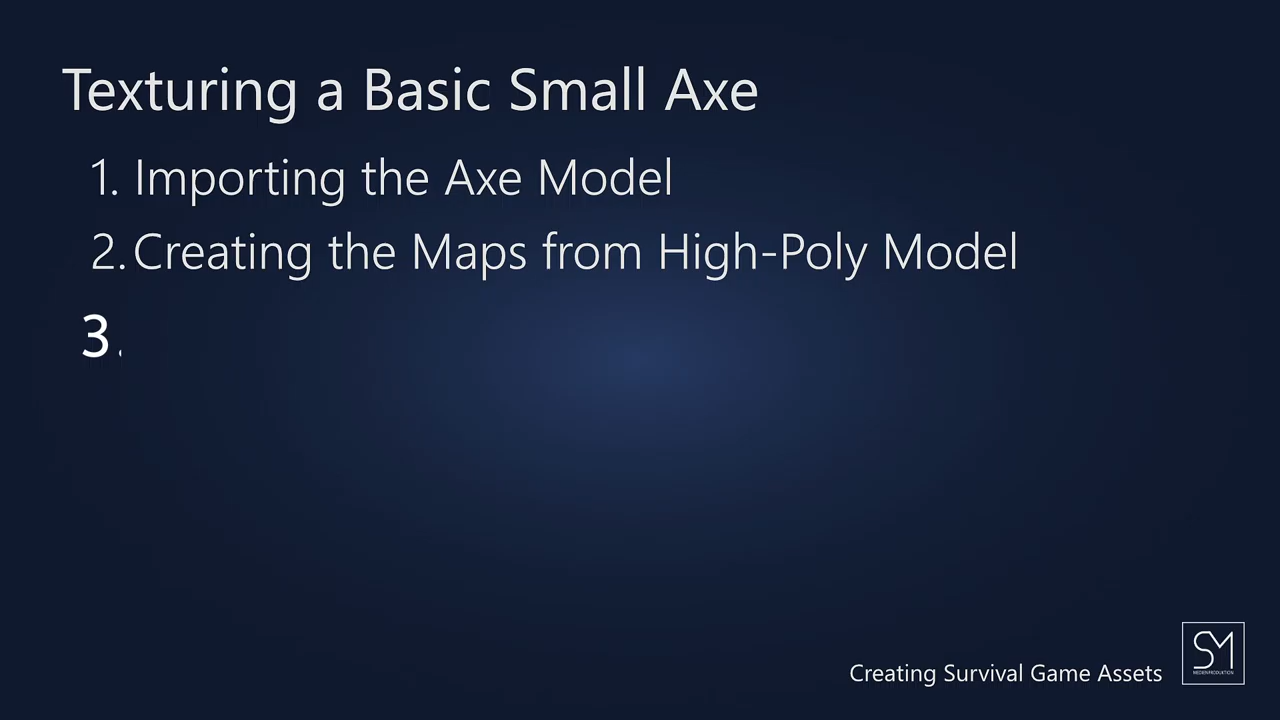 Texturing a Basic Small Axe
1. Importing the Axe Model
2. Creating the Maps from High-Poly Model
3.
Creating Survival Game Assets
SM
MEDIENPRODUKTION